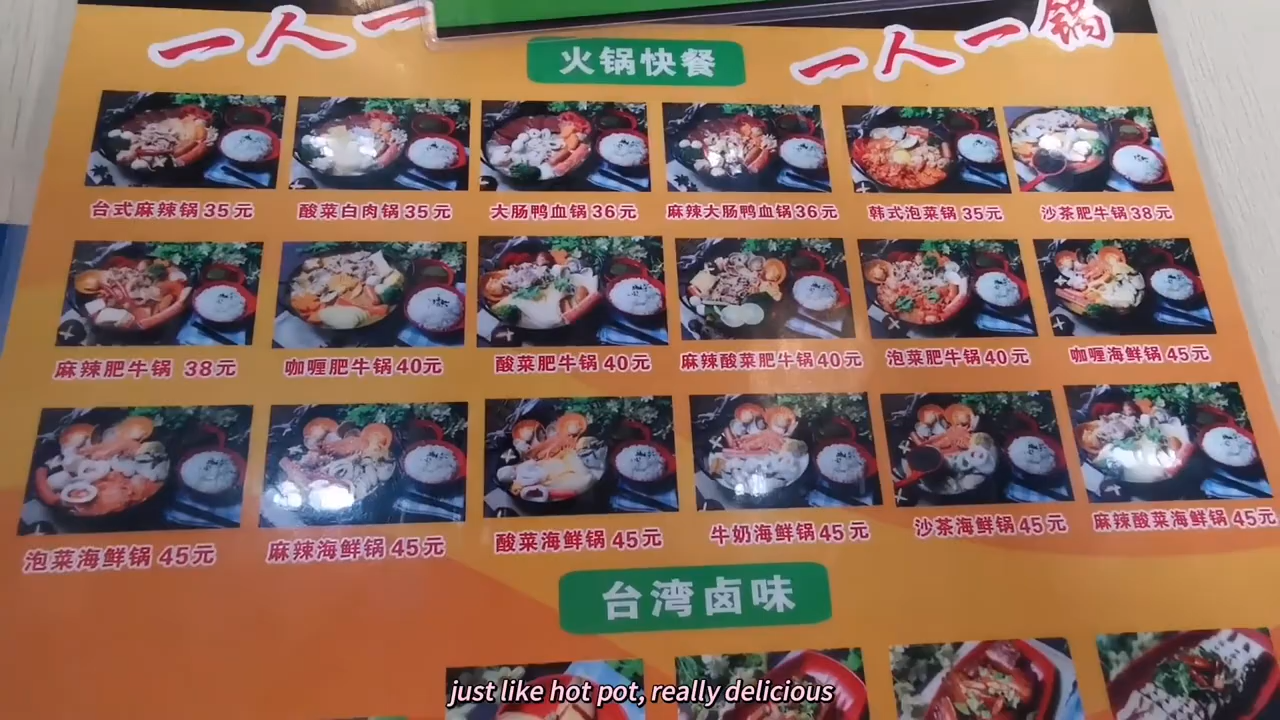 一人一
火锅快餐
一人一锅
台式麻辣锅35元
酸菜白肉锅35元
大肠鸭血锅36元
麻辣大肠鸭血锅36元
韩式泡菜锅35元
沙茶肥牛锅38元
麻辣肥牛锅 38元
咖喱肥牛锅40元
酸菜肥牛锅40元
麻辣酸菜肥牛锅40元
泡菜肥牛锅40元
咖喱海鲜锅45元
泡菜海鲜锅45元
麻辣海鲜锅45元
酸菜海鲜锅45元
牛奶海鲜锅45元
沙茶海鲜锅45元
麻辣酸菜海鲜锅45元
台湾卤味
just like hot pot, really delicious